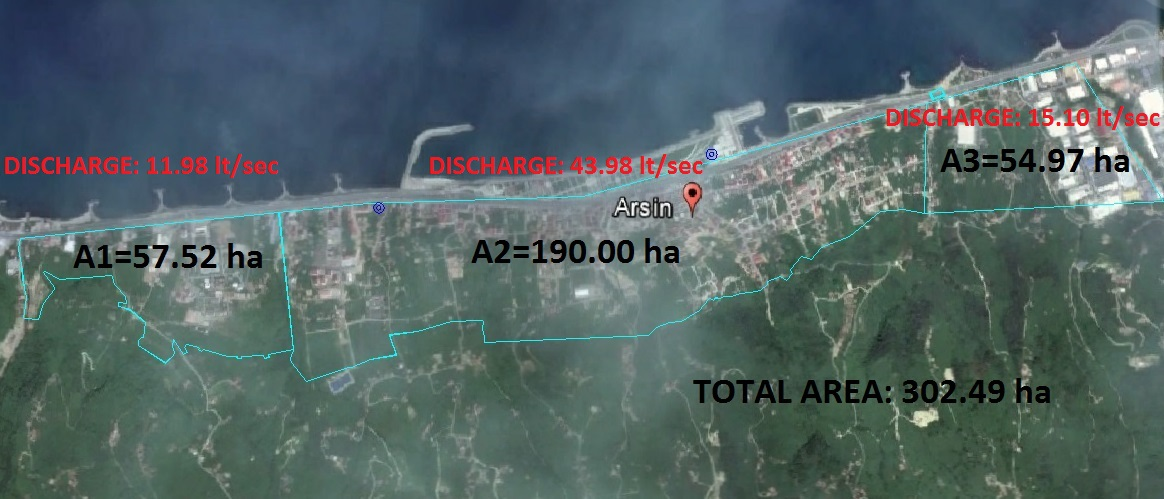 DISCHARGE: 15.10 lt/sec
A3=54.97 ha
DISCHARGE: 11.98 lt/sec
DISCHARGE: 43.98 lt/sec
Arsin
A1=57.52 ha
A2=190.00 ha
TOTAL AREA: 302.49 ha